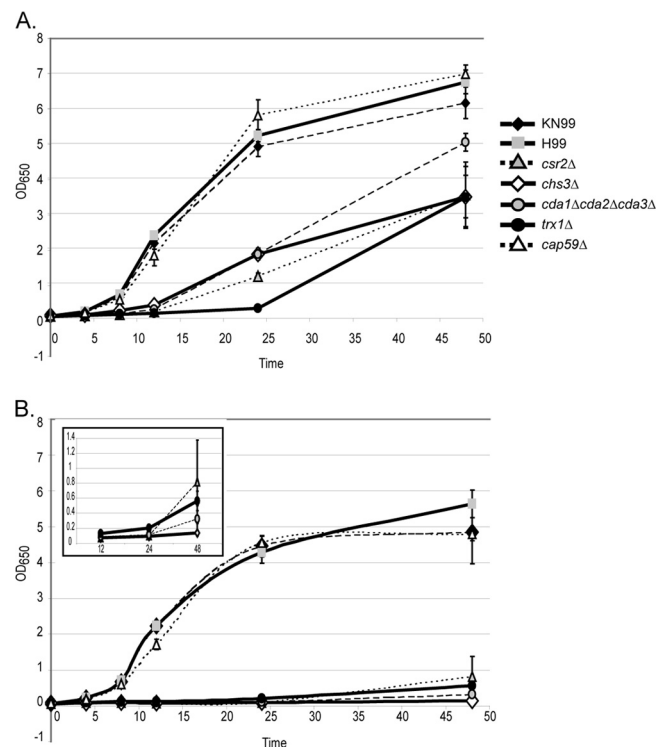 A.
8
7
6
5
4
3
2
1
0
-1
OD650
0 5 10 15 20 25 30 35 40 45 50
Time
KN99
H99
csr2Δ
chs3Δ
cda1Δcda2Δcda3Δ
trx1Δ
cap59Δ
B.
8
7
6
5
4
3
2
1
0
-1
OD650
1.4
1.2
1
0.8
0.6
0.4
0.2
0
12 24 48
0 5 10 15 20 25 30 35 40 45 50
Time